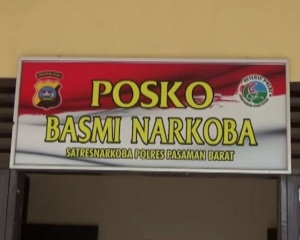 POSKO
BASMI NARKOBA
SATRESNARKOBA POLRES PASAMAN BARAT